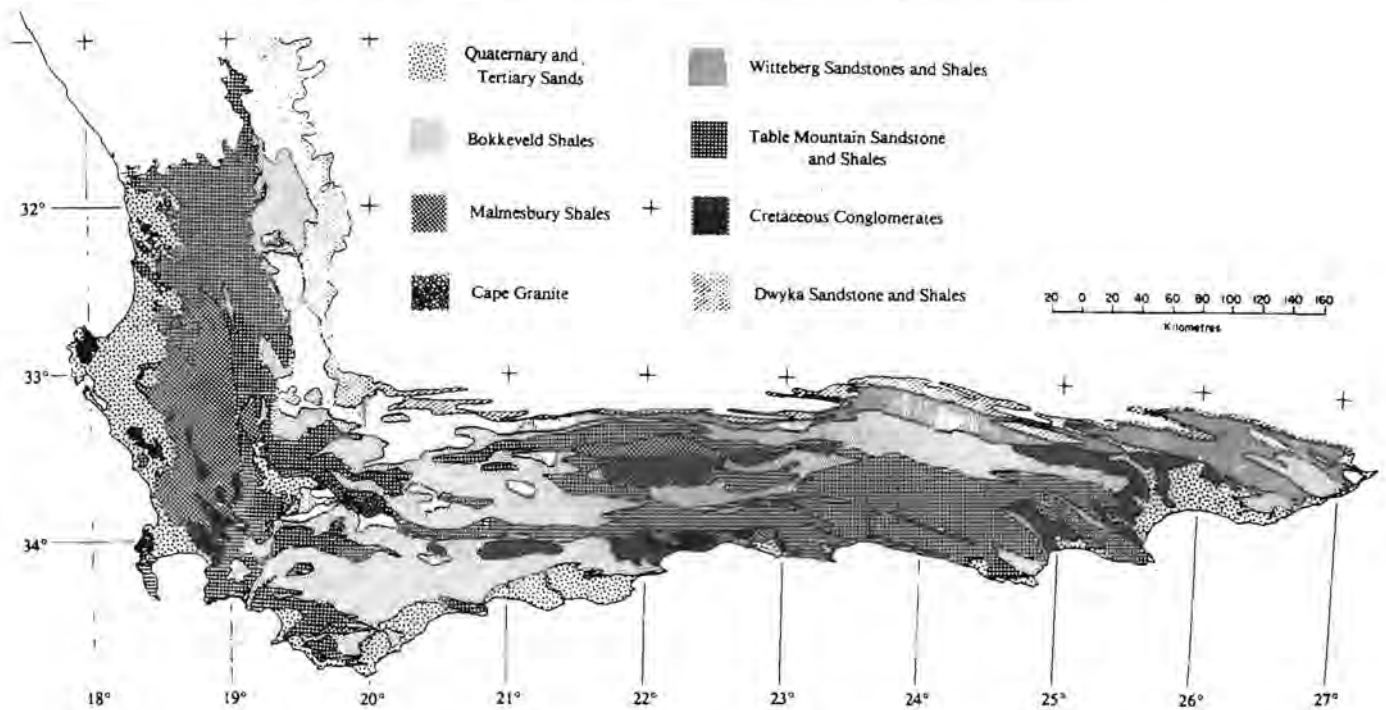 Quaternary and
Tertiary Sands
Bokkeveld Shales
Malmesbury Shales
Cape Granite
Witteberg Sandstones and Shales
Table Mountain Sandstone
and Shales
Cretaceous Conglomerates
Dwyka Sandstone and Shales
20 0 20 40 60 80 100 120 140 160
Kilometres
32°
33°
34°
18° 19° 20° 21° 22° 23° 24° 25° 26° 27°